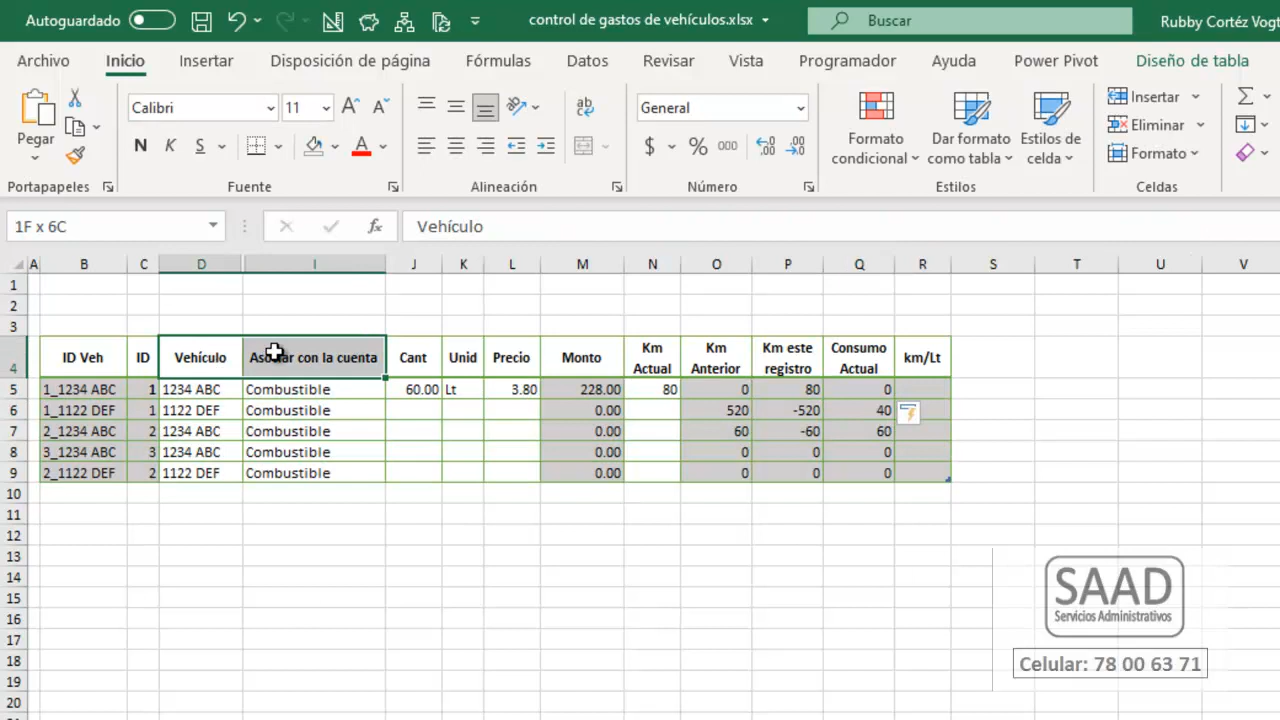 Autoguardado
control de gastos de vehículos.xlsx
Buscar
Rubby Cortéz Vogt
Archivo Inicio Insertar Disposición de página Fórmulas Datos Revisar Vista Programador Ayuda Power Pivot Diseño de tabla
Pegar
Calibri 11
N K S
ab
General
$ % 000
Formato condicional
Dar formato como tabla
Estilos de celda
Insertar
Eliminar
Formato
Portapapeles Fuente Alineación Número Estilos Celdas
1F x 6C fx Vehículo
A B C D I J K L M N O P Q R S T U V
1
2
3
4 ID Veh ID Vehículo Asociar con la cuenta Cant Unid Precio Monto Km Actual Km Anterior Km este registro Consumo Actual km/Lt
5 1_1234 ABC 1 1234 ABC Combustible 60.00 Lt 3.80 228.00 80 0 80 0
6 1_1122 DEF 1 1122 DEF Combustible 0.00 520 -520 40
7 2_1234 ABC 2 1234 ABC Combustible 0.00 60 -60 60
8 3_1234 ABC 3 1234 ABC Combustible 0.00 0 0 0
9 2_1122 DEF 2 1122 DEF Combustible 0.00 0 0 0
10
11
12
13
14
15
16
17
18
19
20
SAAD
Servicios Administrativos
Celular: 78 00 63 71